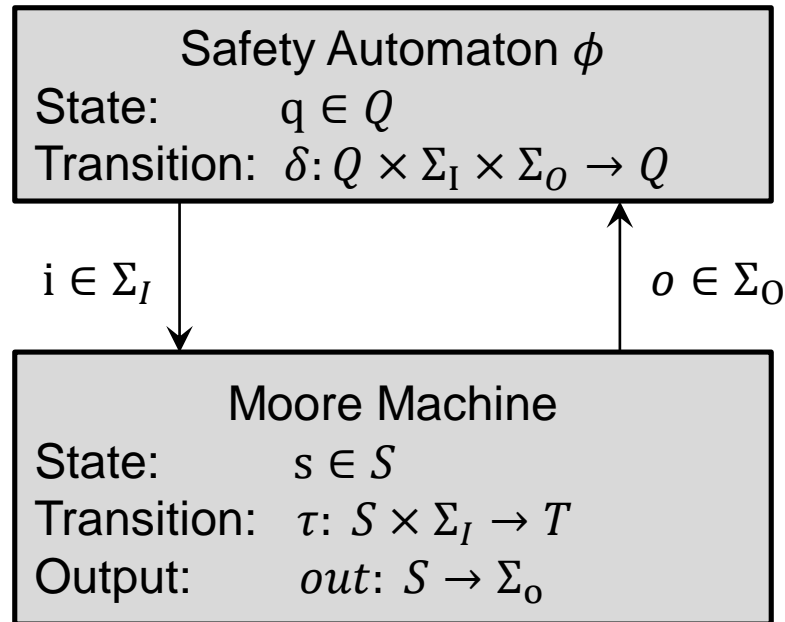 Safety Automaton ϕ
State: q ∈ Q
Transition: δ: Q × Σ_I × Σ_O → Q
i ∈ Σ_I
o ∈ Σ_O
Moore Machine
State: s ∈ S
Transition: τ: S × Σ_I → T
Output: out: S → Σ_o